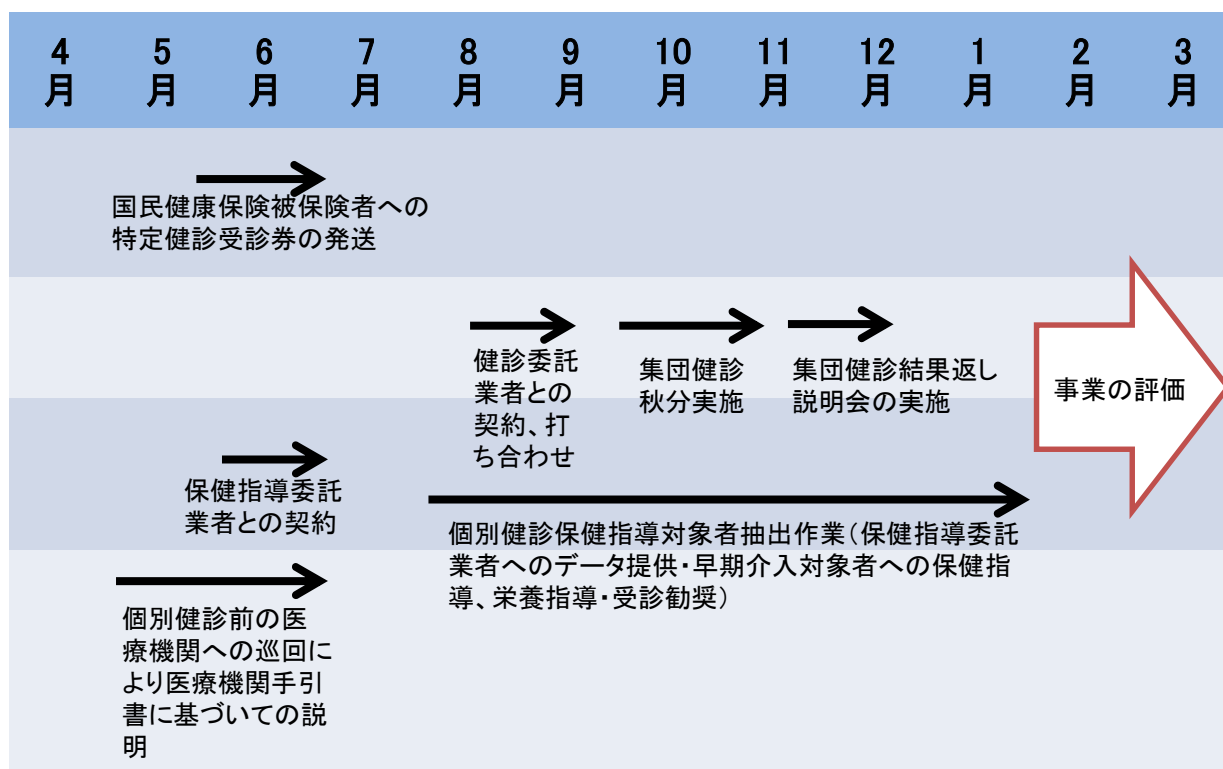 4月 5月 6月 7月 8月 9月 10月 11月 12月 1月 2月 3月
国民健康保険被保険者への
特定健診受診券の発送
健診委託
業者との
契約、打
ち合わせ
集団健診
秋分実施
集団健診結果返し
説明会の実施
事業の評価
保健指導委託
業者との契約
個別健診保健指導対象者抽出作業(保健指導委託
業者へのデータ提供・早期介入対象者への保健指
導、栄養指導・受診勧奨)
個別健診前の医
療機関への巡回に
より医療機関手引
書に基づいての説
明